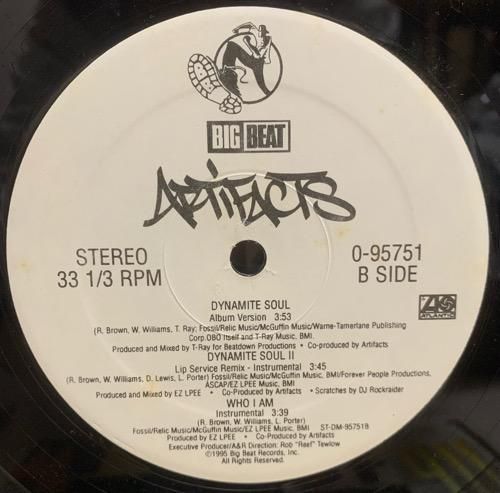 BIG BEAT
ARTIFACTS
STEREO
33 1/3 RPM
0-95751
B SIDE
DYNAMITE SOUL
Album Version 3:53
(R. Brown, W. Williams, T. Ray; Fossil/Relic Music/McGuffin Music/Warne-Tamerlane Publishing
Corp.OBO Itself and T-Ray Music, BMI.
Produced and Mixed by T-Ray for Beatdown Productions • Co-produced by Artifacts
ATLANTIC
DYNAMITE SOUL II
Lip Service Remix - Instrumental 3:45
(R. Brown, W. Williams, D. Lewis, L. Porter) Fossil/Relic Music/McGuffin Music, BMI/Forever People Productions,
ASCAP/EZ LPEE Music, BMI
Produced and Mixed by EZ LPEE • Co-produced by Artifacts • Scratches by DJ Rockraider
WHO I AM
Instrumental 3:39
(R. Brown, W. Williams, L. Porter)
Fossil/Relic Music/McGuffin Music/EZ LPEE Music, BMI ST-DM-95751B
Produced by EZ LPEE • Co-Produced by Artifacts
Executive Producer/A&R Direction: Rob "Reef" Tewlow
©1995 Big Beat Records, Inc.
All Rights Reserved.